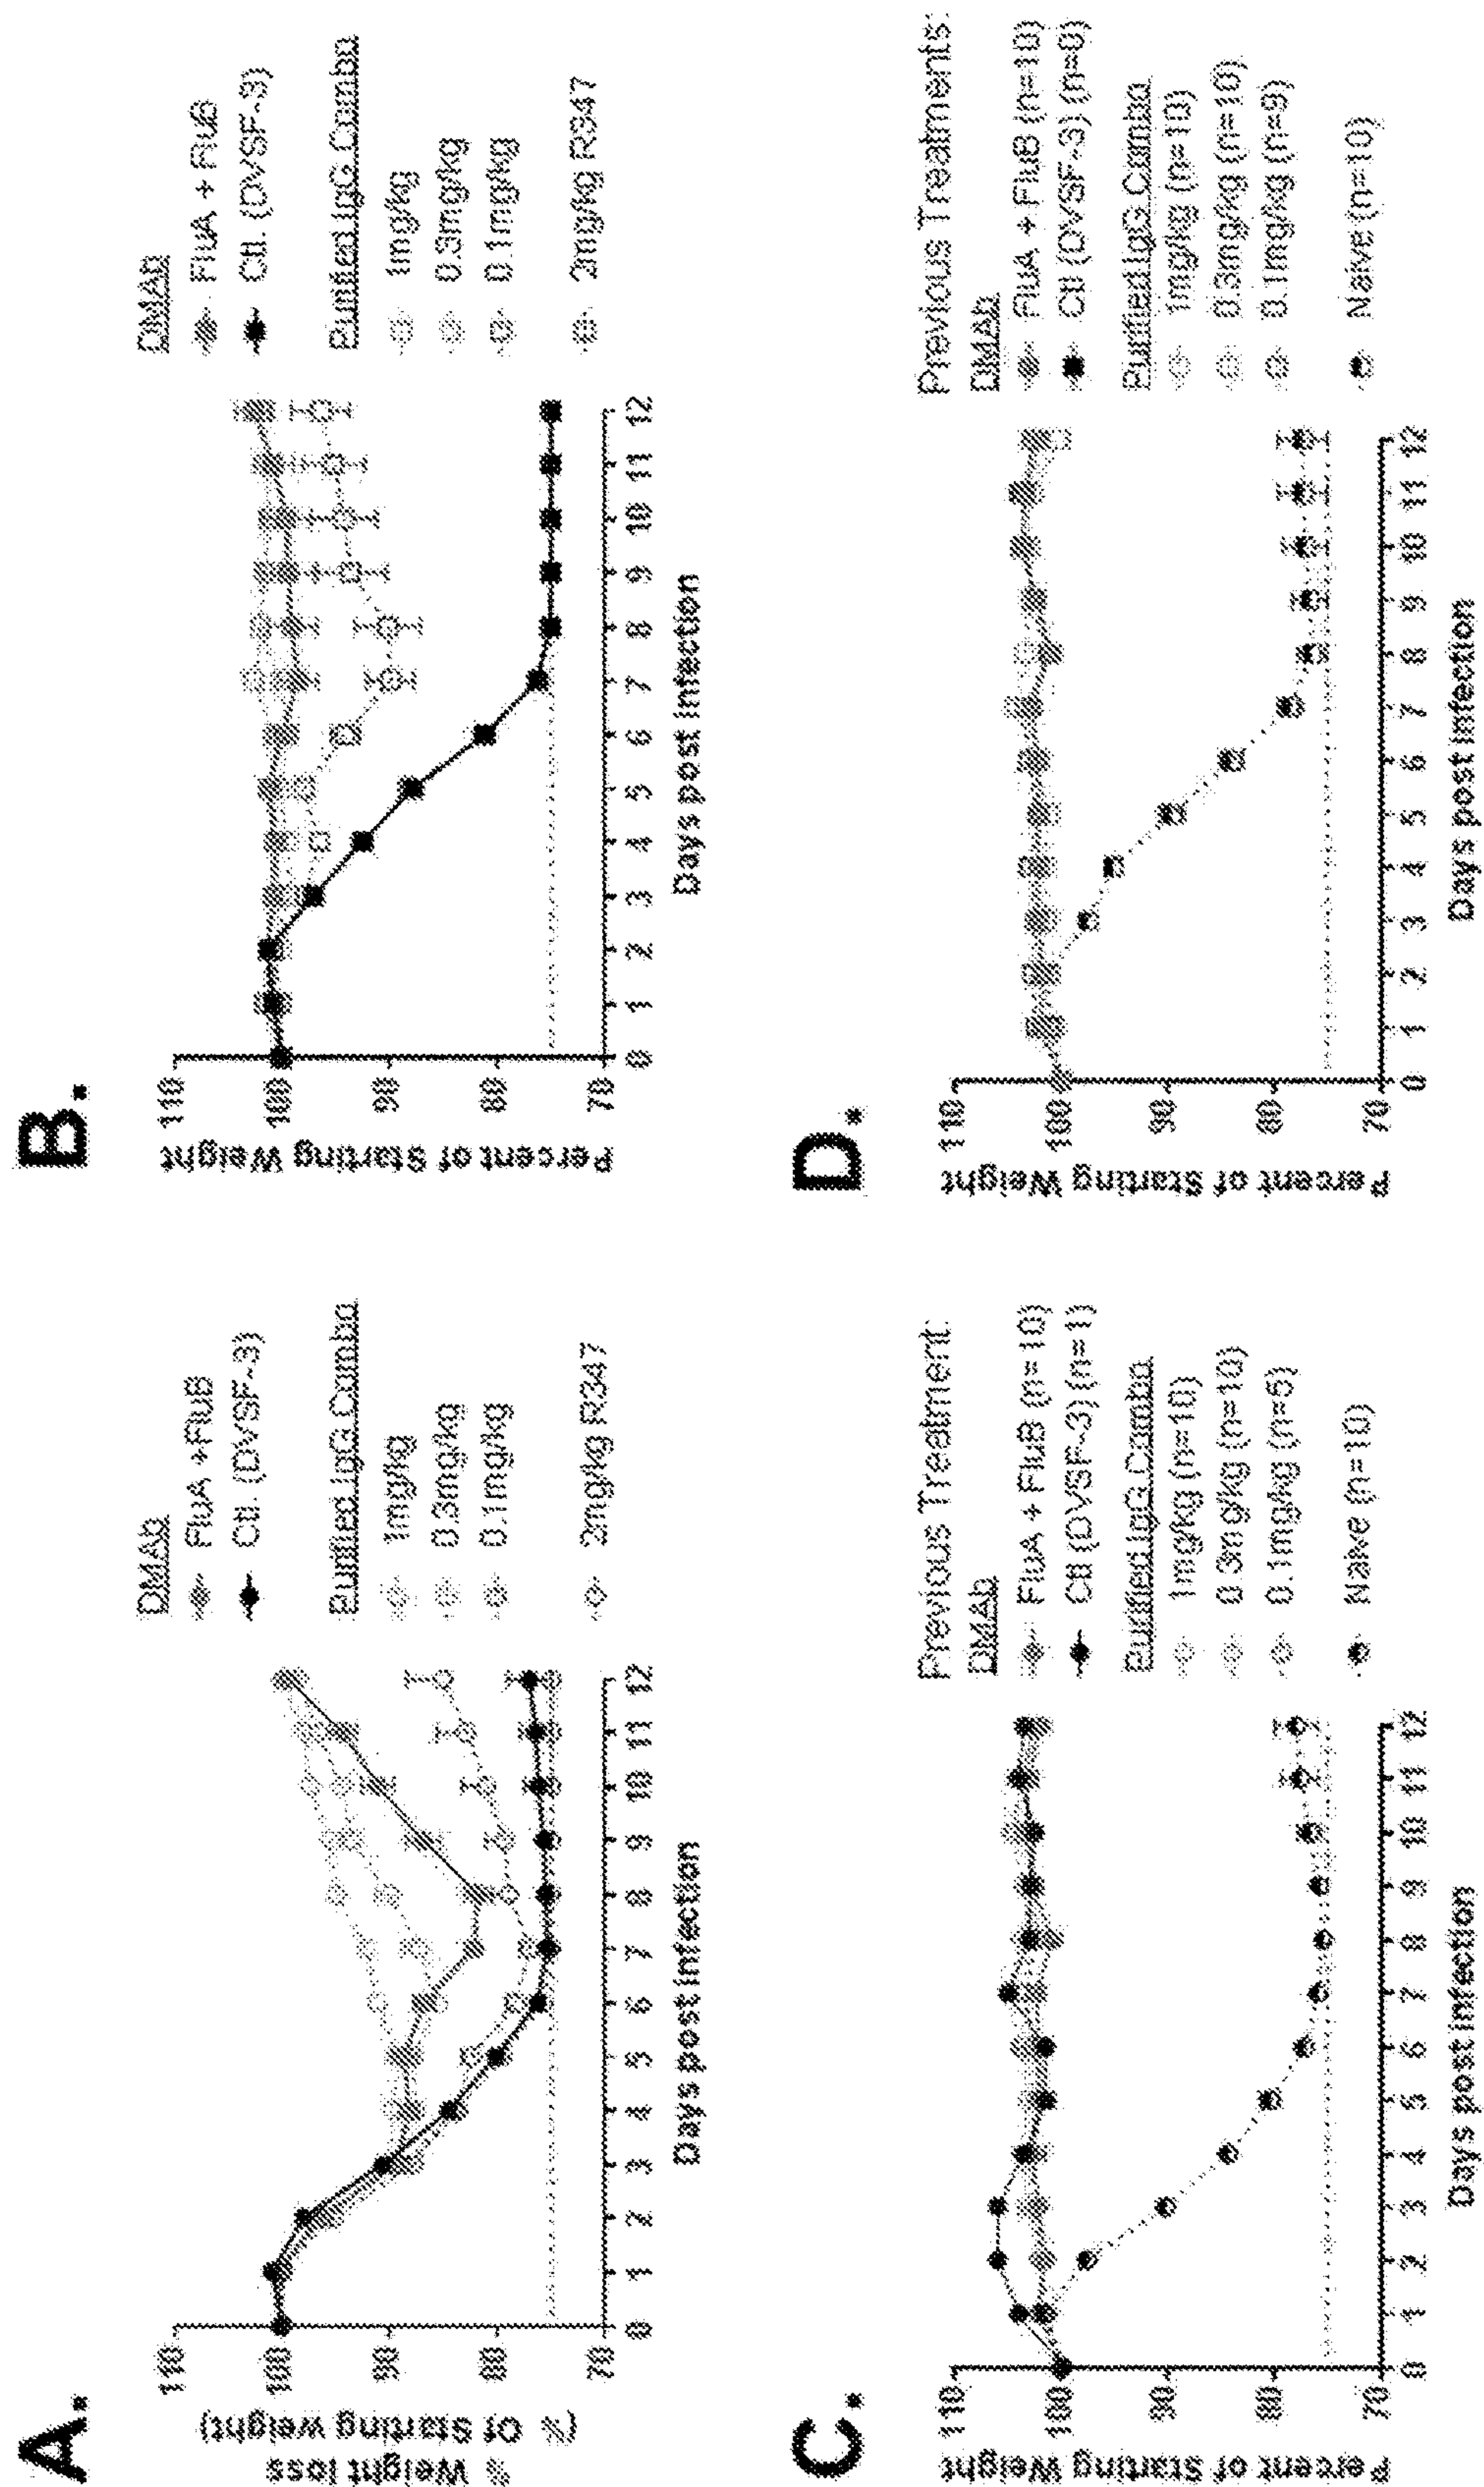 A.
% Weight loss
(% Of Starting weight)
110
100
90
80
70
0 1 2 3 4 5 6 7 8 9 10 11 12
Days post infection
DMAb
FluA +FluB
Ctl. (DVSF-3)
Purified IgG Combo
1mg/kg
0.3mg/kg
0.1mg/kg
2mg/kg R347
B.
Percent of Starting Weight
110
100
90
80
70
0 1 2 3 4 5 6 7 8 9 10 11 12
Days post infection
DMAb
FluA + FluB
Ctl. (DVSF-3)
Purified IgG Combo
1mg/kg
0.3mg/kg
0.1mg/kg
2mg/kg R347
C.
Percent of Starting Weight
110
100
90
80
70
0 1 2 3 4 5 6 7 8 9 10 11 12
Days post infection
Previous Treatment:
DMAb
FluA + FluB (n=10)
Ctl (DVSF-3) (n=1)
Purified IgG Combo
1mg/kg (n=10)
0.3mg/kg (n=10)
0.1mg/kg (n=5)
Naive (n=10)
D.
Percent of Starting Weight
110
100
90
80
70
0 1 2 3 4 5 6 7 8 9 10 11 12
Days post infection
Previous Treatments:
DMAb
FluA + FluB (n=10)
Ctl (DVSF-3) (n=0)
Purified IgG Combo
1mg/kg (n=10)
0.3mg/kg (n=10)
0.1mg/kg (n=9)
Naive (n=10)